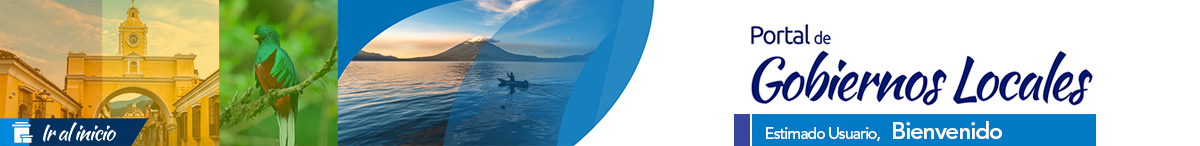 Ir al inicio
Portal de
Gobiernos Locales
Estimado Usuario, Bienvenido